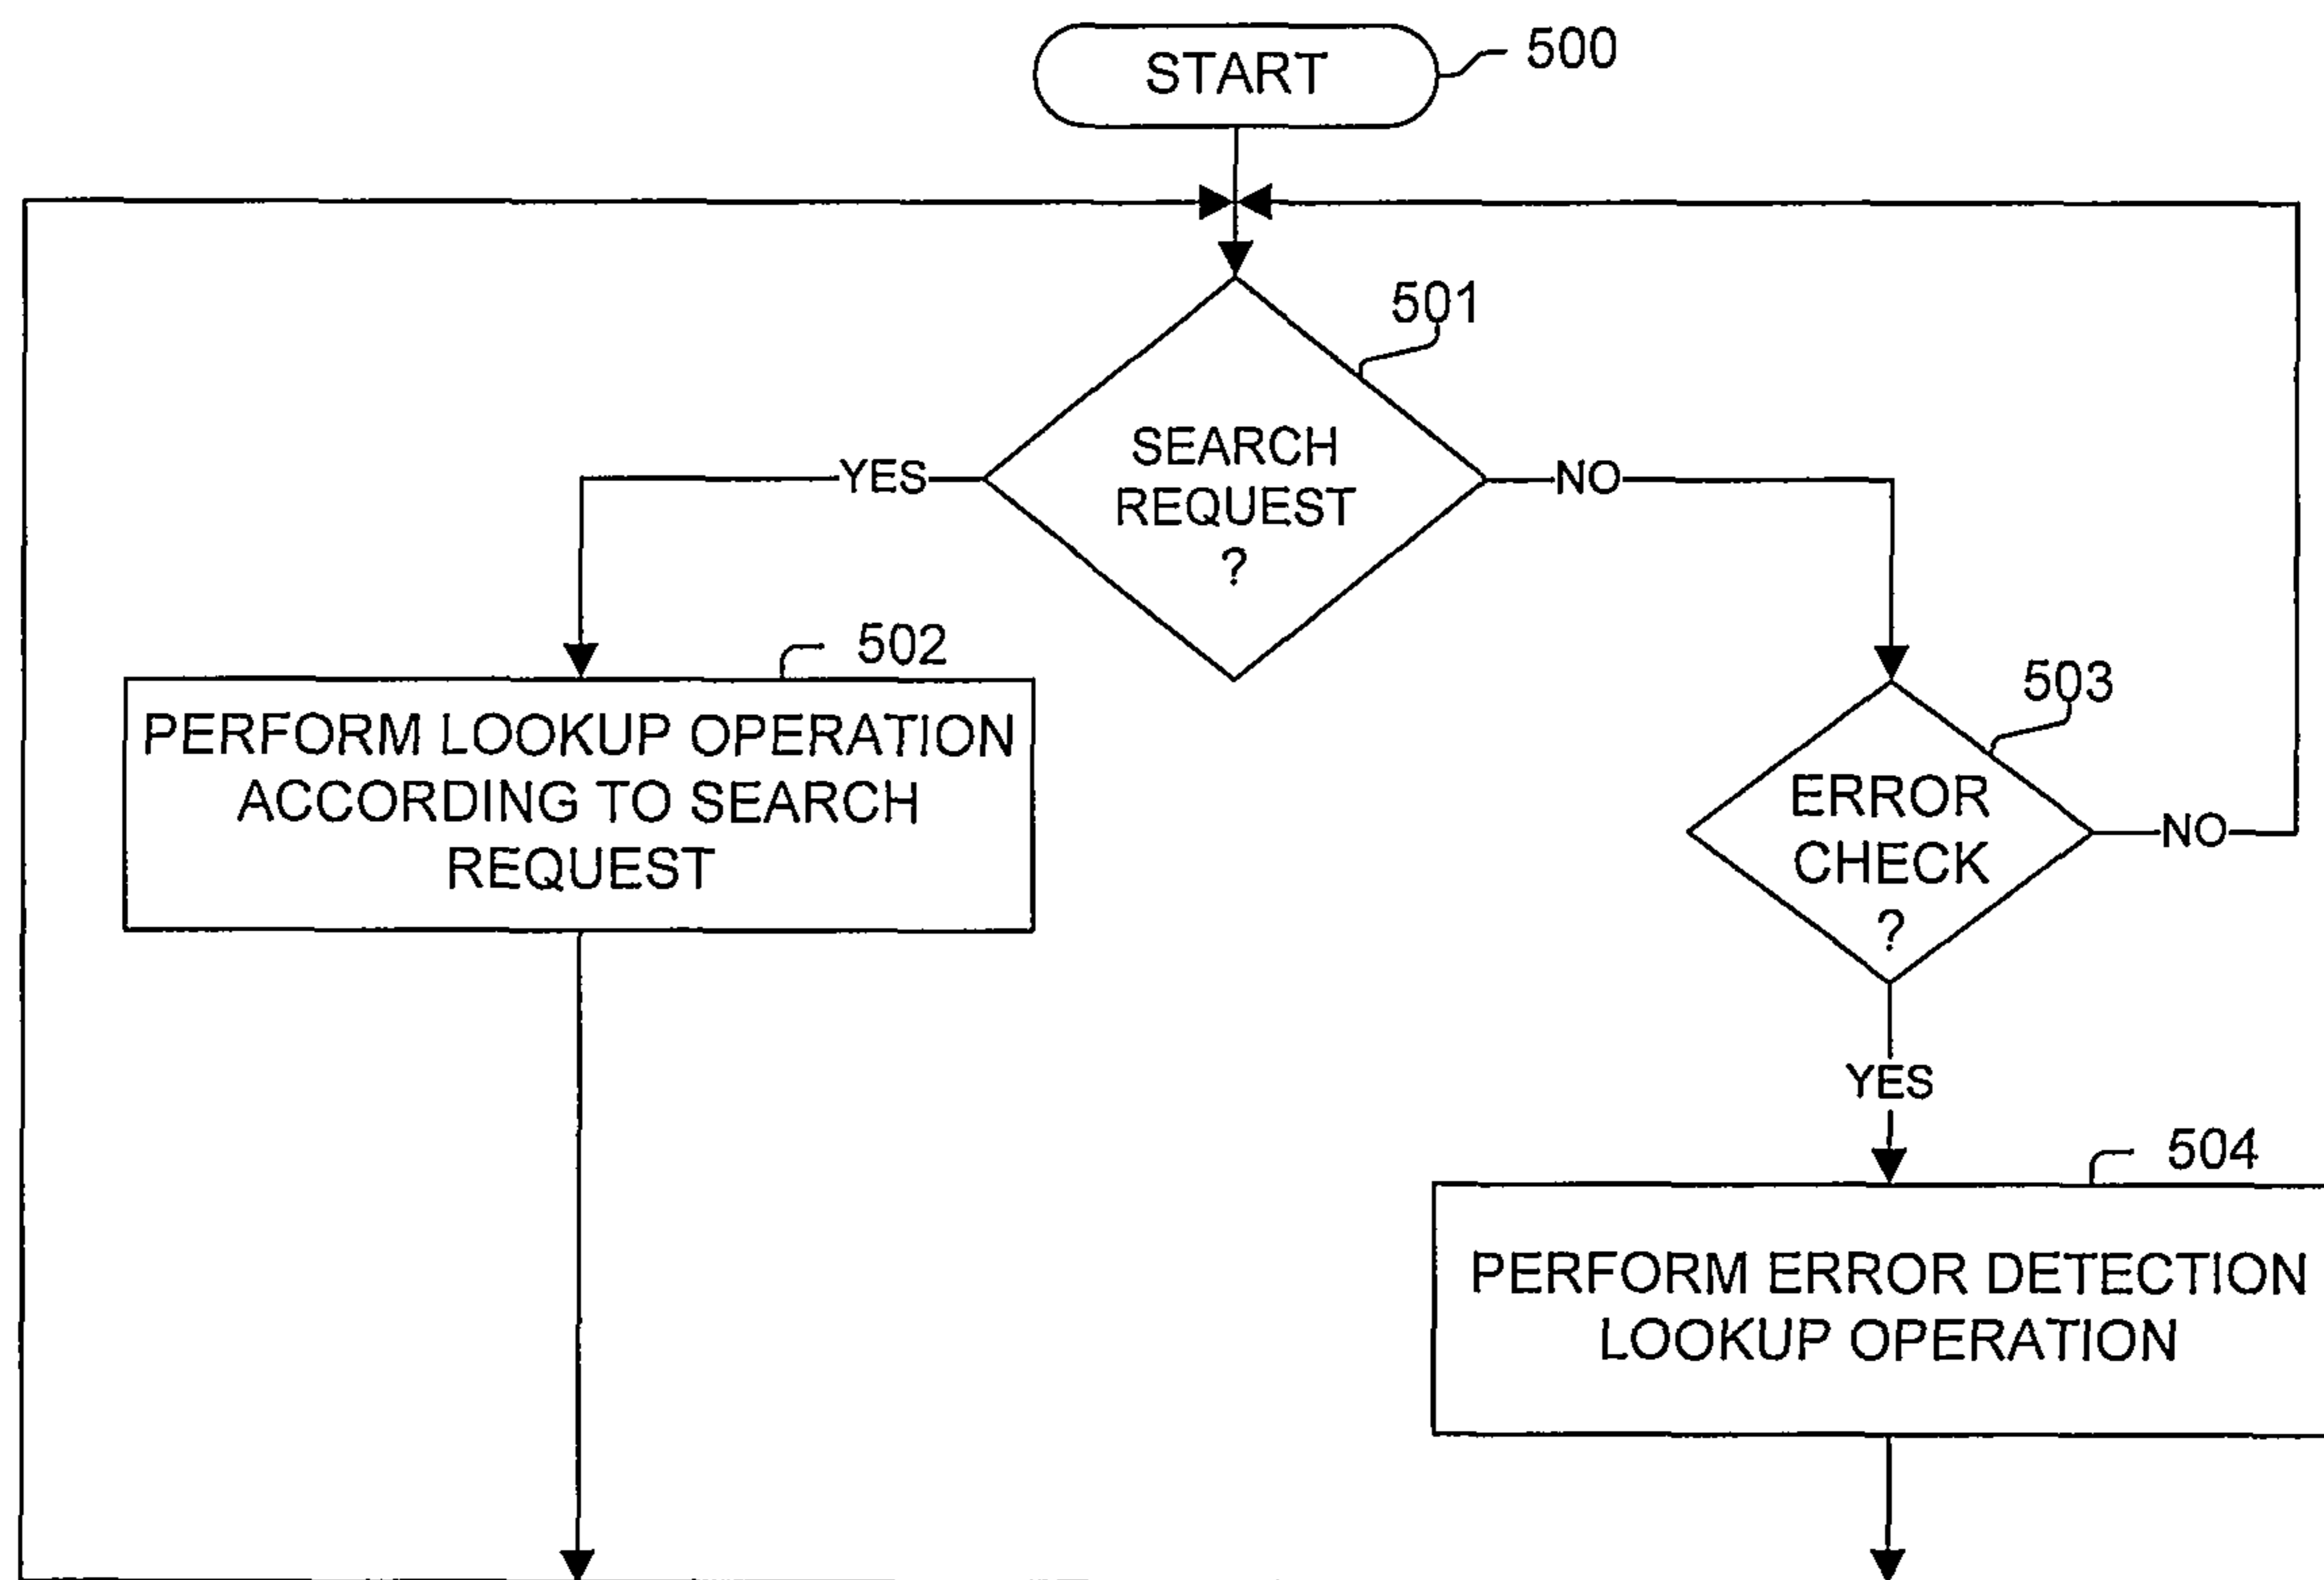 START
500
501
SEARCH
REQUEST
?
YES
NO
502
PERFORM LOOKUP OPERATION
ACCORDING TO SEARCH
REQUEST
503
ERROR
CHECK
?
NO
YES
504
PERFORM ERROR DETECTION
LOOKUP OPERATION